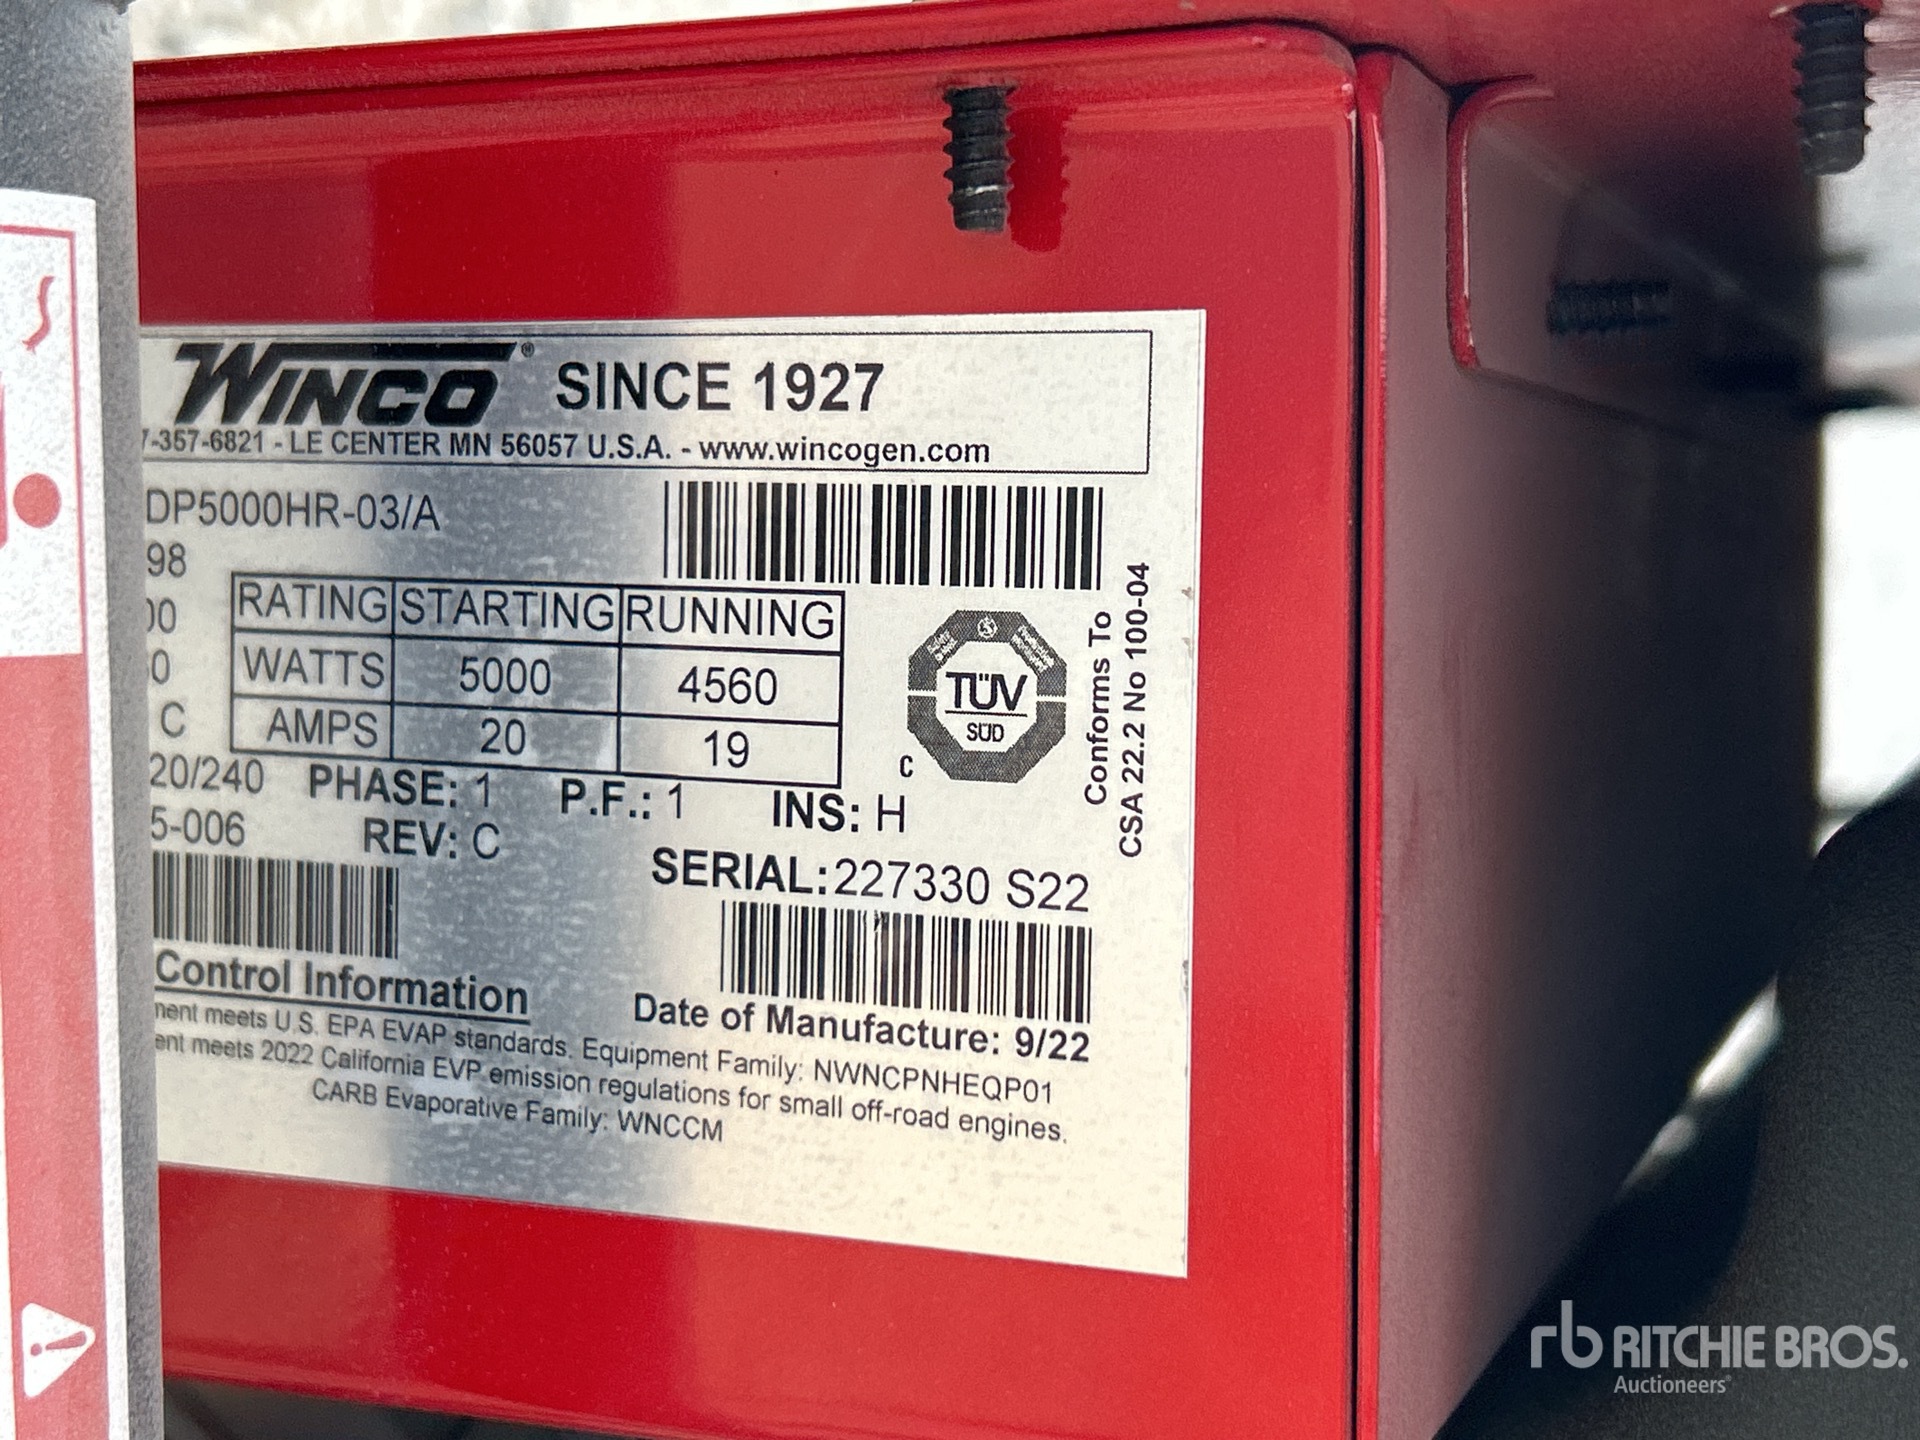 WINCO® SINCE 1927
7-357-6821 - LE CENTER MN 56057 U.S.A. - www.wincogen.com
DP5000HR-03/A
98
00
0
C
RATING STARTING RUNNING
WATTS 5000 4560
AMPS 20 19
TÜV
SÜD
C
Conforms To
CSA 22.2 No 100-04
20/240 PHASE: 1 P.F.: 1 INS: H
5-006 REV: C
SERIAL: 227330 S22
Control Information
Date of Manufacture: 9/22
ment meets U.S. EPA EVAP standards. Equipment Family: NWNCPNHEQP01
ent meets 2022 California EVP emission regulations for small off-road engines.
CARB Evaporative Family: WNCCM
rb RITCHIE BROS.
Auctioneers